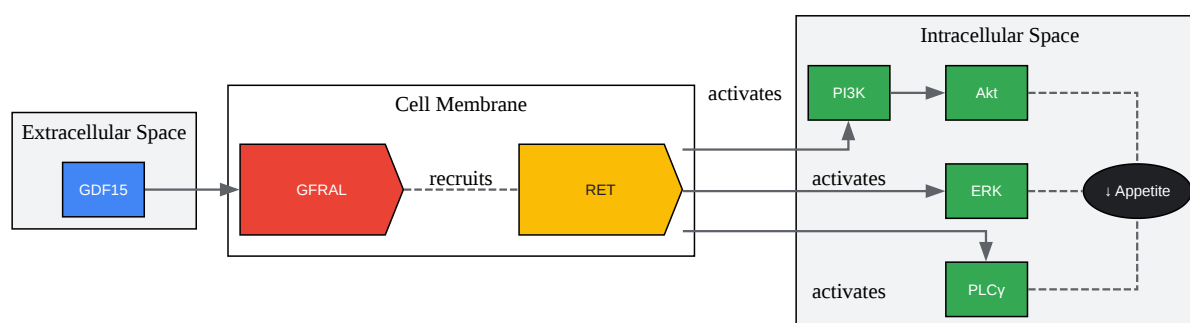 Extracellular Space
GDF15
Cell Membrane
GFRAL
recruits
RET
activates
activates
activates
Intracellular Space
PI3K
Akt
ERK
PLCγ
↓ Appetite